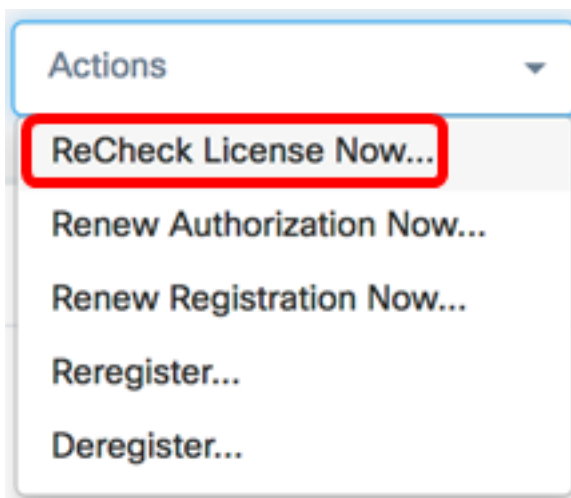 Actions
ReCheck License Now...
Renew Authorization Now...
Renew Registration Now...
Reregister...
Deregister...